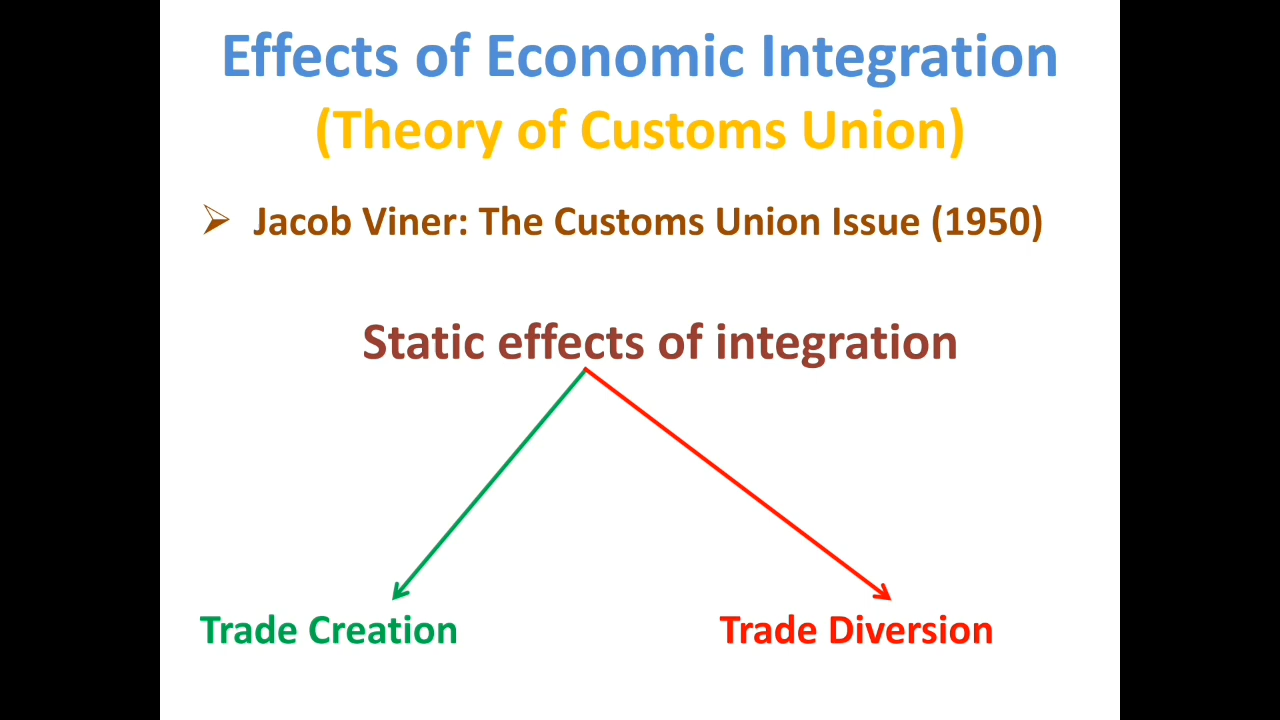 Effects of Economic Integration
(Theory of Customs Union)
Jacob Viner: The Customs Union Issue (1950)
Static effects of integration
Trade Creation
Trade Diversion